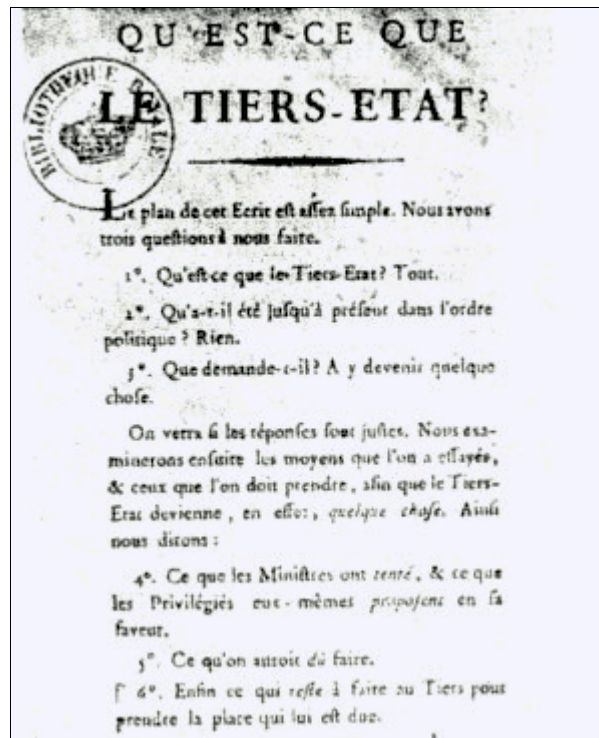 QU'EST-CE QUE
LE TIERS-ETAT?
BIBLIOTHEQUE ROYALE
Le plan de cet Ecrit eſt aſſez ſimple. Nous avons
trois queſtions à nous faire.
1°. Qu'eſt-ce que le Tiers-Etat? Tout.
2°. Qu'a-t-il été juſqu'à préſent dans l'ordre
politique ? Rien.
3°. Que demande-t-il? A y devenir quelque
choſe.
On verra ſi les réponſes ſont juſtes. Nous exa-
minerons enſuite les moyens que l'on a eſſayés,
& ceux que l'on doit prendre, afin que le Tiers-
Etat devienne, en effet, quelque choſe. Ainſi
nous dirons :
4°. Ce que les Miniſtres ont tenté, & ce que
les Privilégiés eux-mêmes propoſent en ſa
faveur.
5°. Ce qu'on auroit dû faire.
6°. Enfin ce qui reſte à faire au Tiers pour
prendre la place qui lui eſt due.